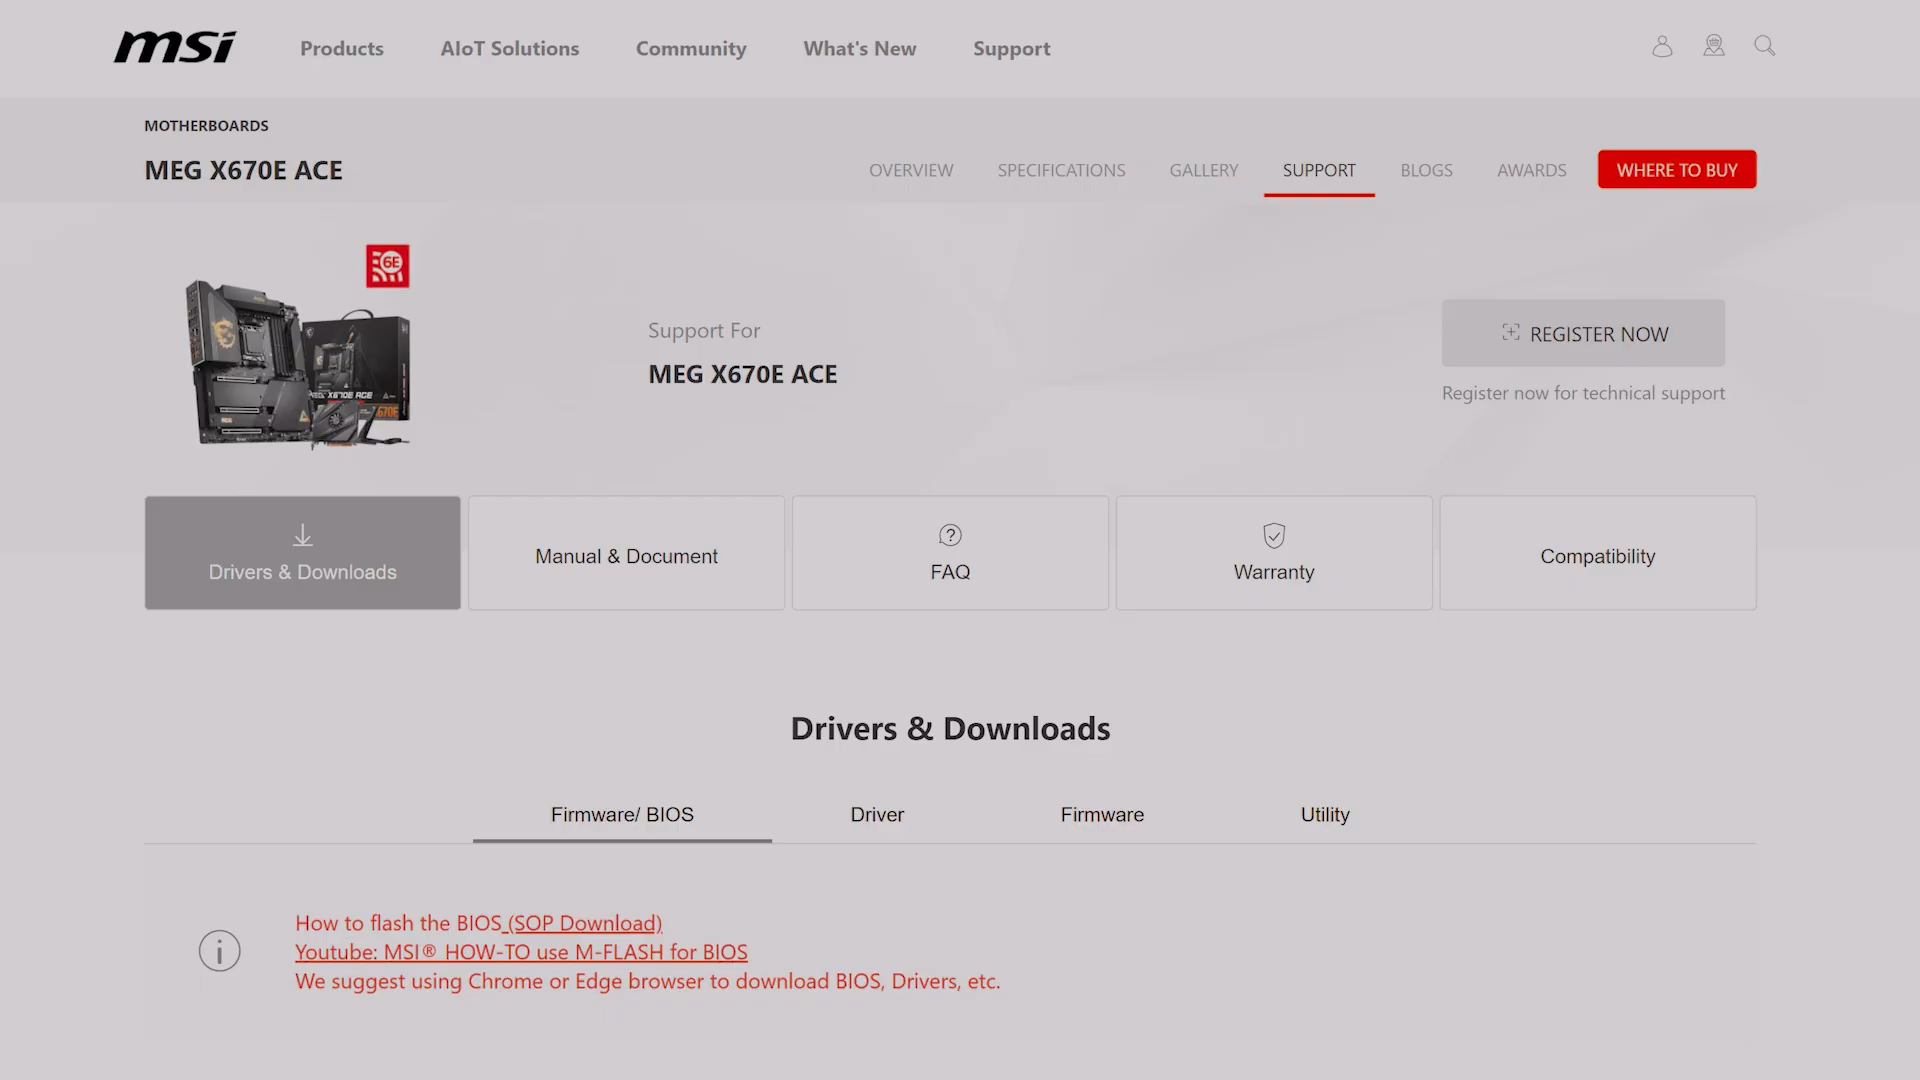 msi
Products
AIoT Solutions
Community
What's New
Support
MOTHERBOARDS
MEG X670E ACE
OVERVIEW
SPECIFICATIONS
GALLERY
SUPPORT
BLOGS
AWARDS
WHERE TO BUY
6E
X670E ACE
670E
Support For
MEG X670E ACE
REGISTER NOW
Register now for technical support
Drivers & Downloads
Manual & Document
FAQ
Warranty
Compatibility
Drivers & Downloads
Firmware/ BIOS
Driver
Firmware
Utility
How to flash the BIOS (SOP Download)
Youtube: MSI® HOW-TO use M-FLASH for BIOS
We suggest using Chrome or Edge browser to download BIOS, Drivers, etc.